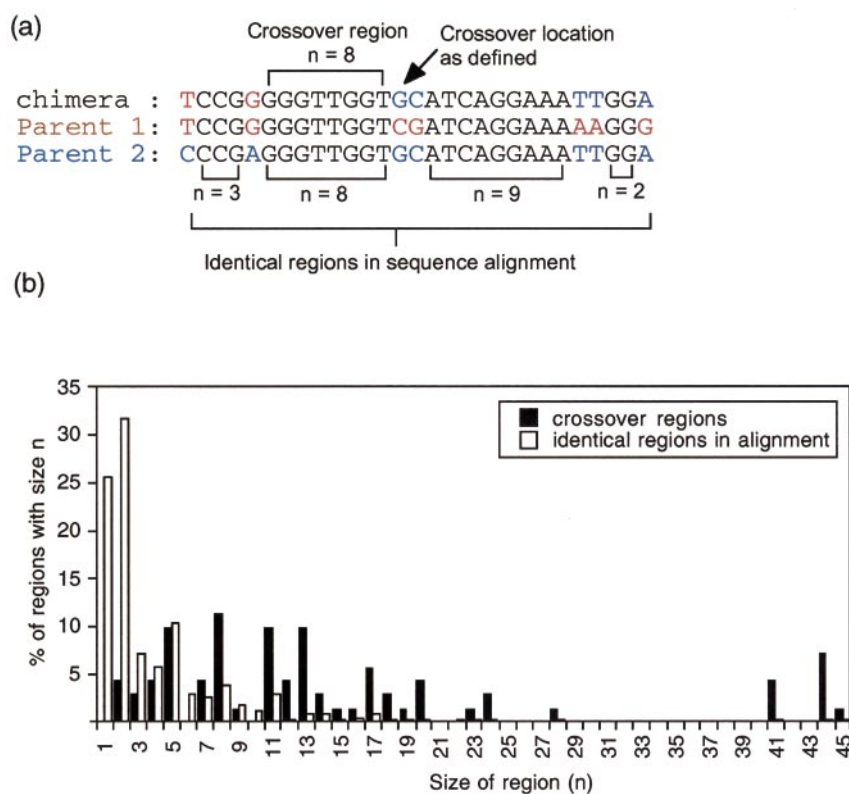 (a)
Crossover region
n = 8
Crossover location
as defined
chimera : TCCGGGGGTTGGTGCATCAGGAAATTGGA
Parent 1: TCCGGGGGTTGGTCGATCAGGAAAAAGGG
Parent 2: CCCGAGGGTTGGTGCATCAGGAAATTGGA
n = 3 n = 8 n = 9 n = 2
Identical regions in sequence alignment
(b)
% of regions with size n
35
30
25
20
15
10
5
crossover regions
identical regions in alignment
1 3 5 7 9 11 13 15 17 19 21 23 25 27 29 31 33 35 37 39 41 43 45
Size of region (n)